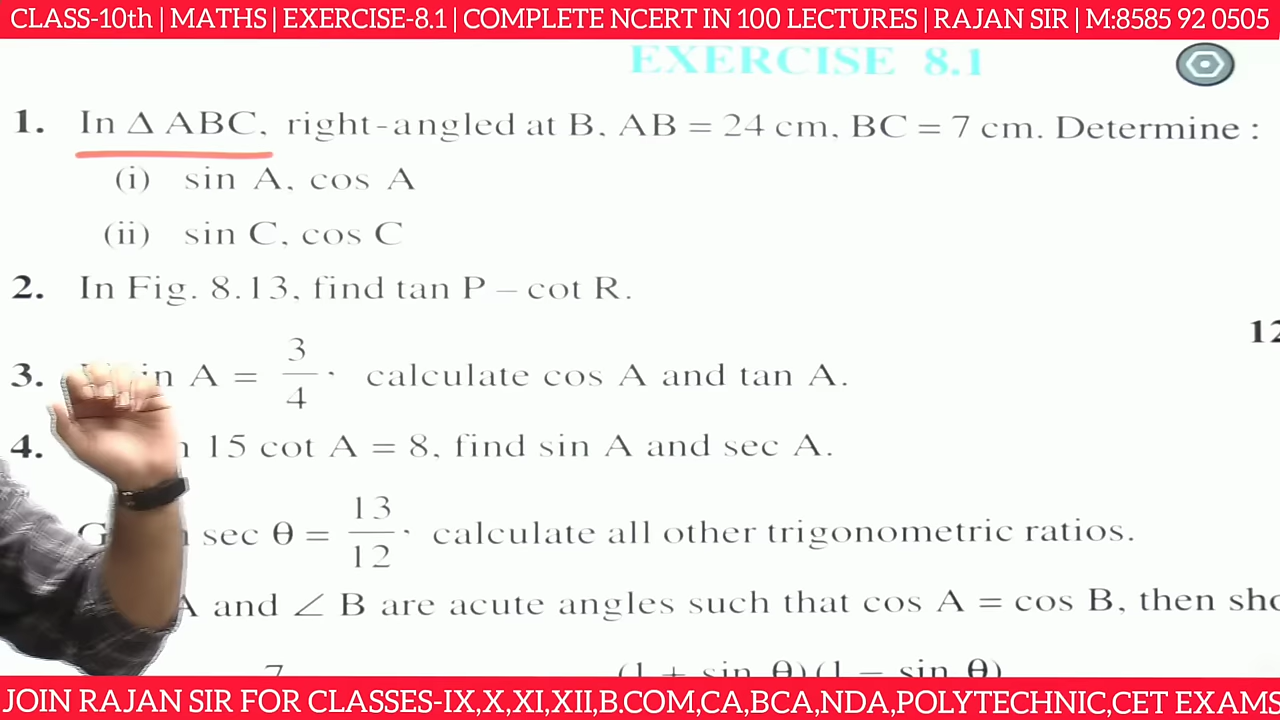 CLASS-10th | MATHS | EXERCISE-8.1 | COMPLETE NCERT IN 100 LECTURES | RAJAN SIR | M:8585 92 0505
EXERCISE 8.1
1. In Δ ABC, right-angled at B, AB = 24 cm, BC = 7 cm. Determine :
(i) sin A, cos A
(ii) sin C, cos C
2. In Fig. 8.13, find tan P – cot R.
12
3. A = 3/4, calculate cos A and tan A.
4. 15 cot A = 8, find sin A and sec A.
sec θ = 13/12, calculate all other trigonometric ratios.
A and ∠ B are acute angles such that cos A = cos B, then
7 (1 + sin θ)(1 – sin θ)
JOIN RAJAN SIR FOR CLASSES-IX,X,XI,XII,B.COM,CA,BCA,NDA,POLYTECHNIC,CET EXAMS